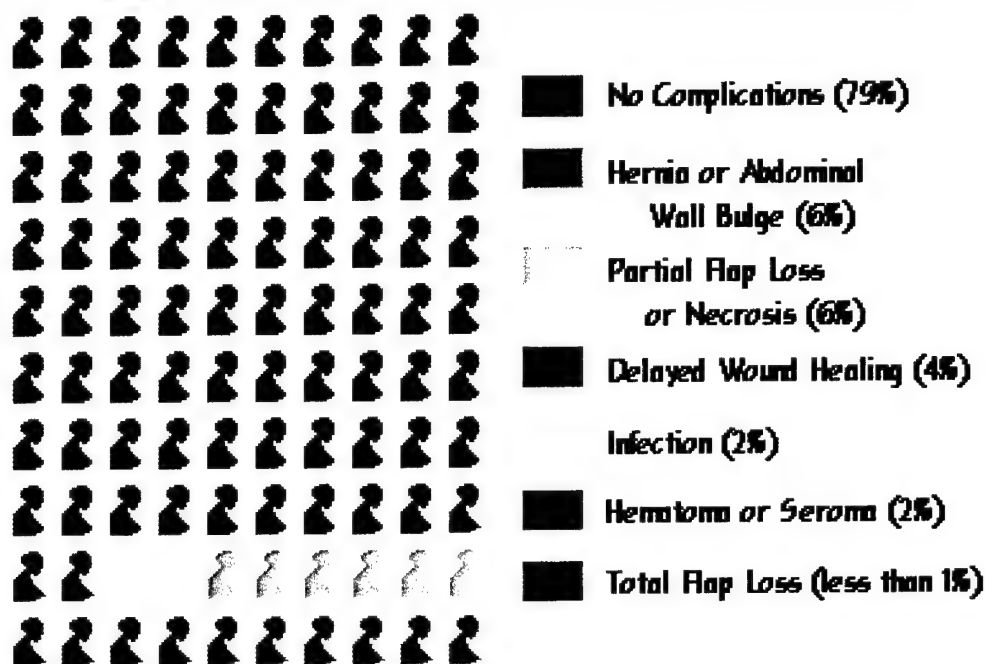 No Complications (79%)
Hernia or Abdominal
Wall Bulge (6%)
Partial Flap Loss
or Necrosis (6%)
Delayed Wound Healing (4%)
Infection (2%)
Hematoma or Seroma (2%)
Total Flap Loss (less than 1%)